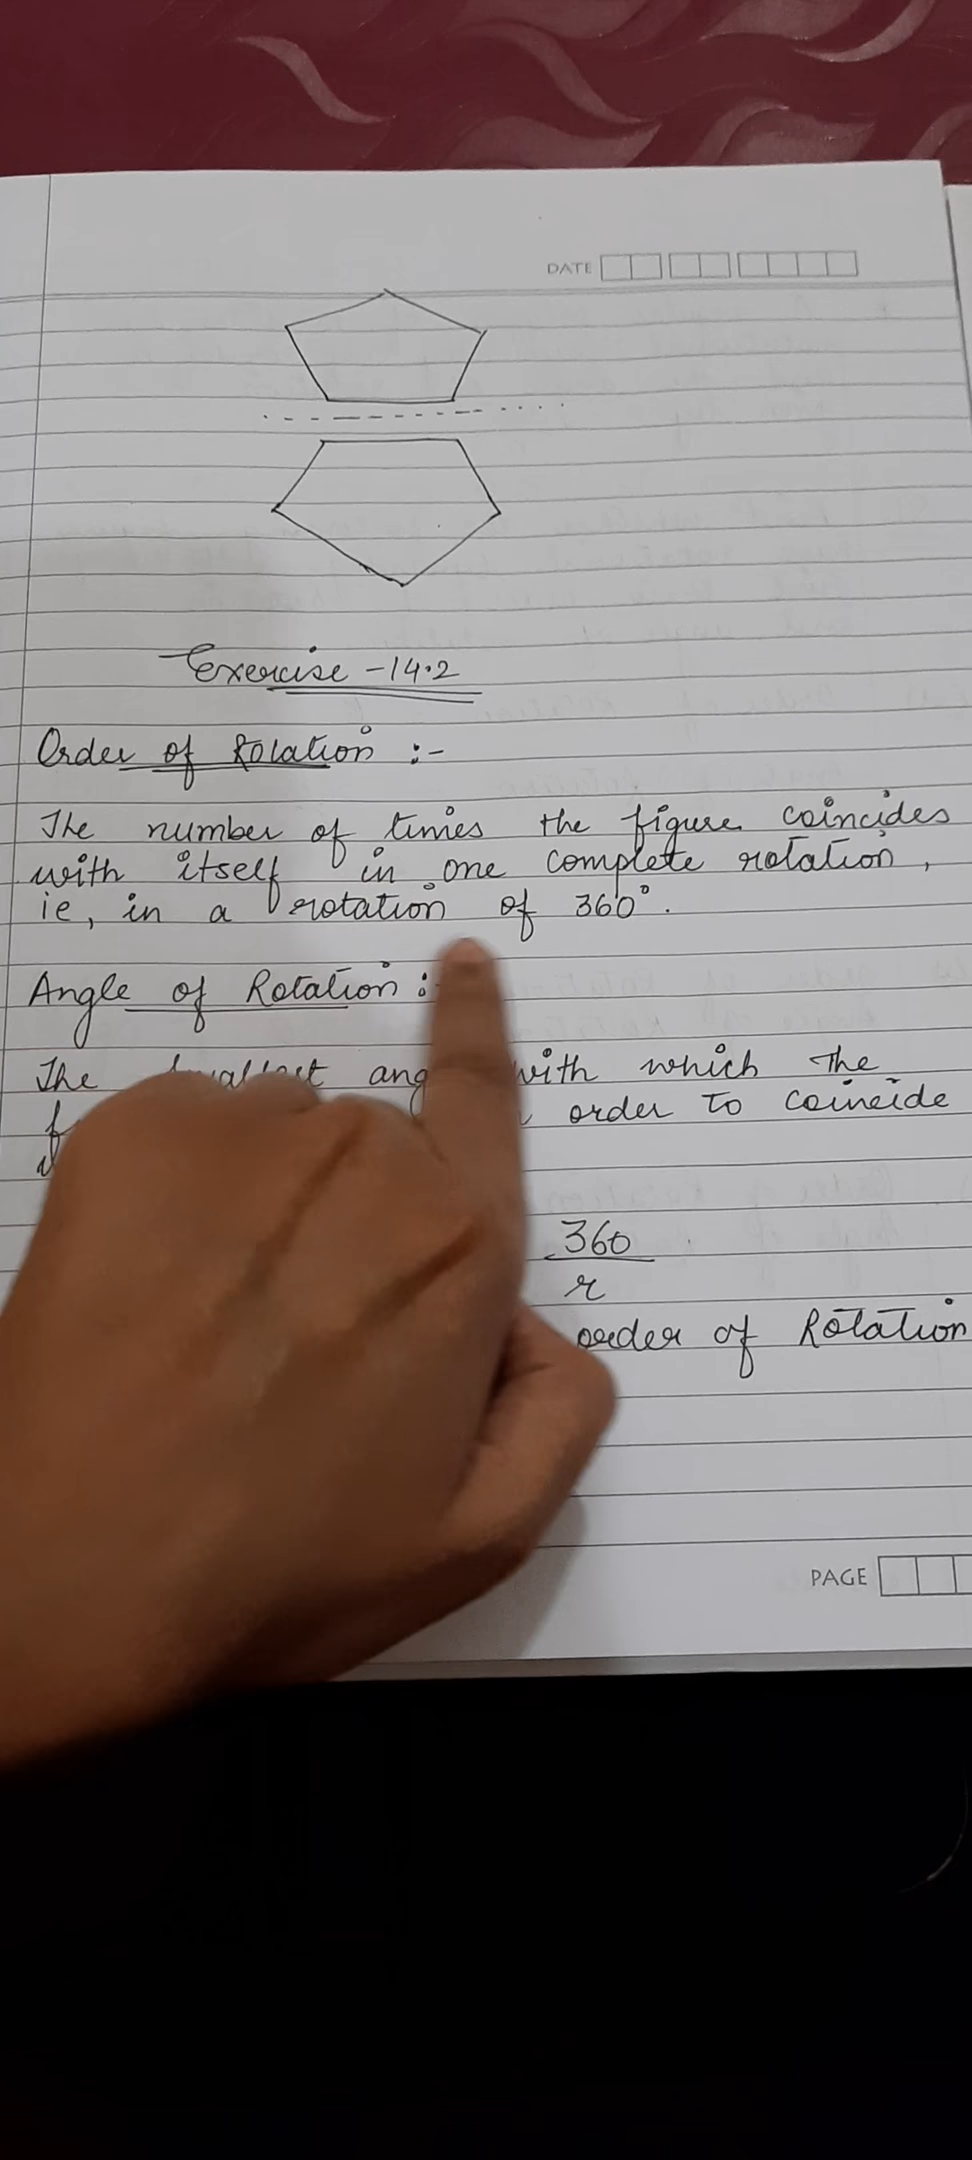 DATE
Exercise - 14.2
Order of Rotation :-
The number of times the figure coincides
with itself in one complete rotation,
ie, in a rotation of 360°.
Angle of Rotation :
The with which the
order to coincide
360
r
order of Rotation
PAGE